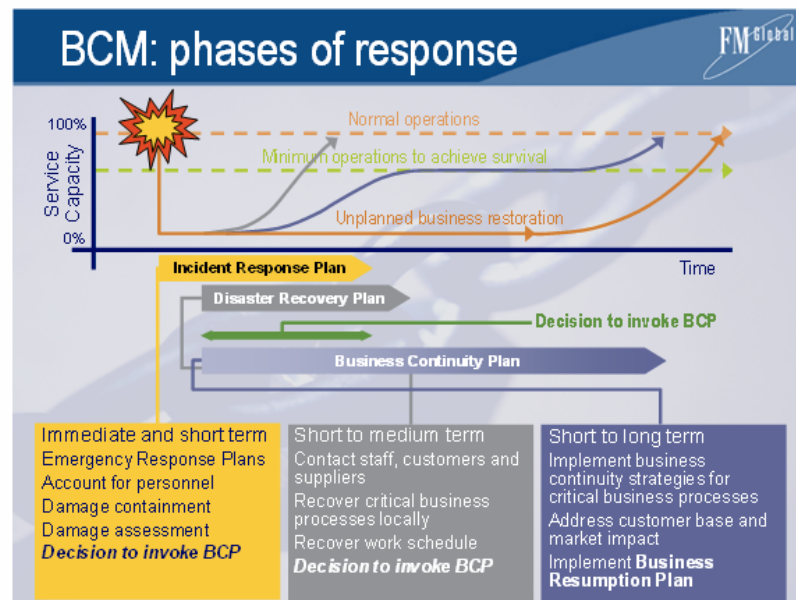 BCM: phases of response
FM Global
Normal operations
100%
Minimum operations to achieve survival
Service
Capacity
Unplanned business restoration
0%
Time
Incident Response Plan
Disaster Recovery Plan
Decision to invoke BCP
Business Continuity Plan
Immediate and short term
Emergency Response Plans
Account for personnel
Damage containment
Damage assessment
Decision to invoke BCP
Short to medium term
Contact staff, customers and
suppliers
Recover critical business
processes locally
Recover work schedule
Decision to invoke BCP
Short to long term
Implement business
continuity strategies for
critical business processes
Address customer base and
market impact
Implement Business
Resumption Plan